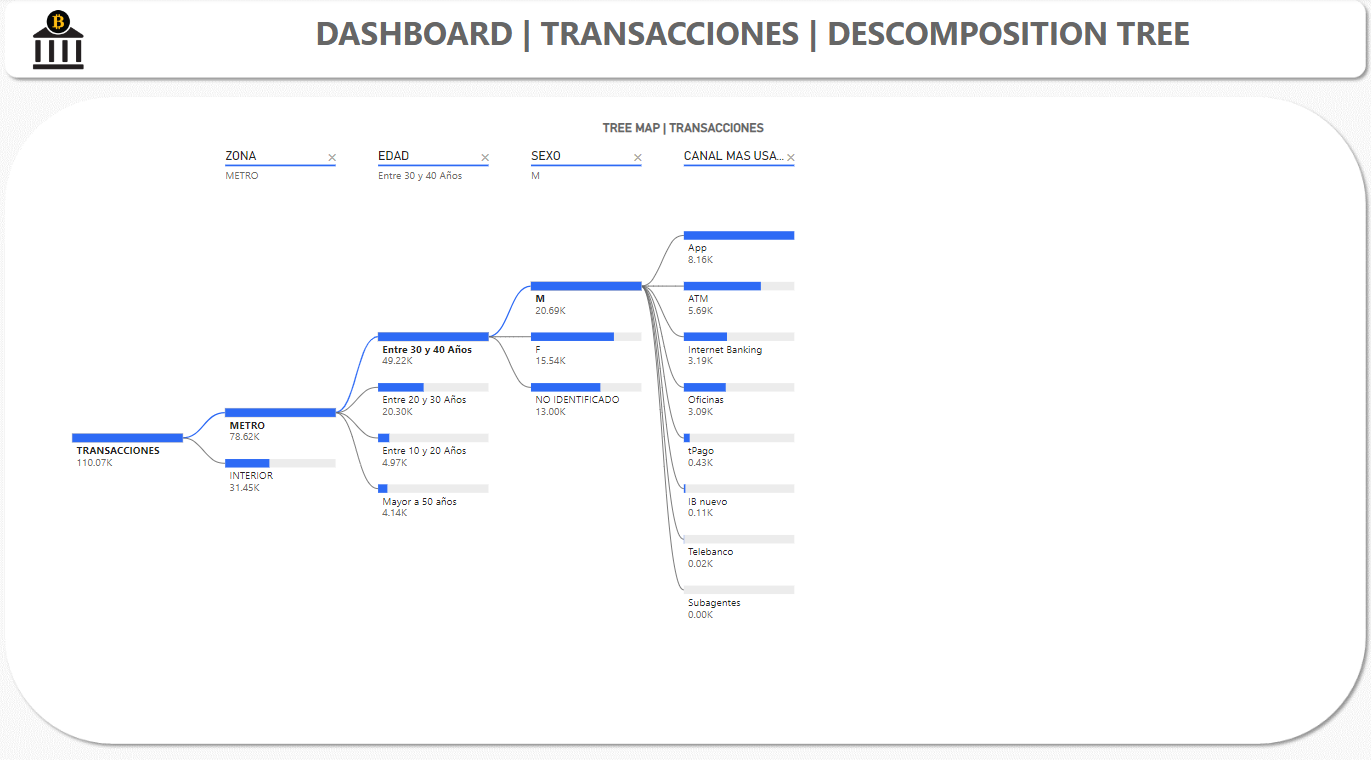 DASHBOARD | TRANSACCIONES | DESCOMPOSITION TREE
TREE MAP | TRANSACCIONES
ZONA
METRO
EDAD
Entre 30 y 40 Años
SEXO
M
CANAL MAS USA...
TRANSACCIONES
110.07K
METRO
78.62K
INTERIOR
31.45K
Entre 30 y 40 Años
49.22K
Entre 20 y 30 Años
20.30K
Entre 10 y 20 Años
4.97K
Mayor a 50 años
4.14K
M
20.69K
F
15.54K
NO IDENTIFICADO
13.00K
App
8.16K
ATM
5.69K
Internet Banking
3.19K
Oficinas
3.09K
tPago
0.43K
IB nuevo
0.11K
Telebanco
0.02K
Subagentes
0.00K